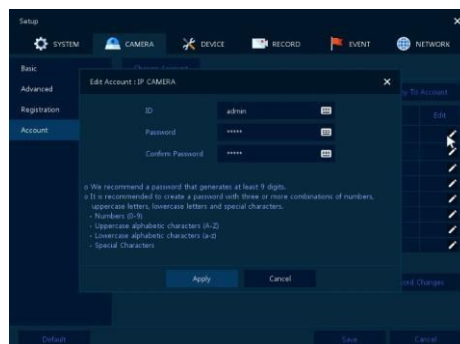 Setup
SYSTEM CAMERA DEVICE RECORD EVENT NETWORK
Basic
Advanced
Registration
Account
Edit Account : IP CAMERA
To Account
Edit
ID admin
Password *****
Confirm Password *****
o We recommend a password that generates at least 9 digits.
o It is recommended to create a password with three or more combinations of numbers,
uppercase letters, lowercase letters and special characters.
- Numbers (0-9)
- Uppercase alphabetic characters (A-Z)
- Lowercase alphabetic characters (a-z)
- Special Characters
Apply Cancel
Changes
Default Save Cancel